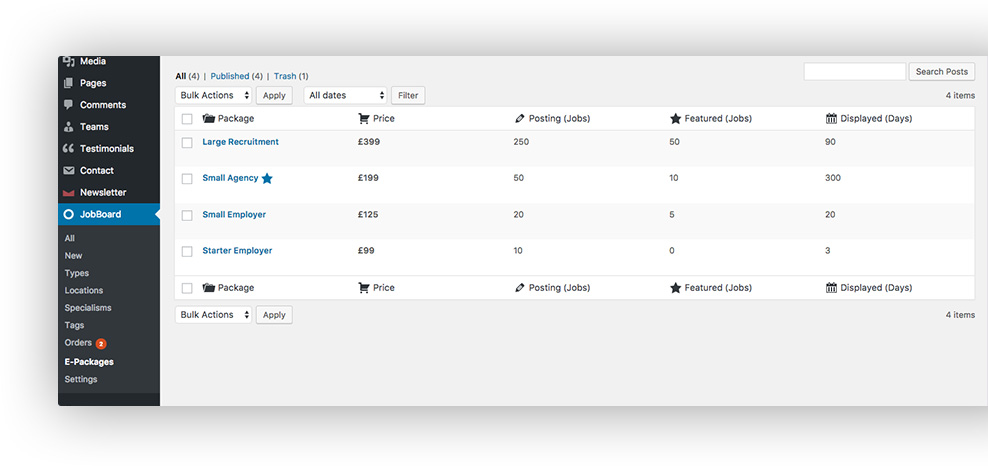 Media
Pages
Comments
Teams
Testimonials
Contact
Newsletter
JobBoard
All
New
Types
Locations
Specialisms
Tags
Orders 2
E-Packages
Settings
All (4) | Published (4) | Trash (1)
Search Posts
Bulk Actions Apply All dates Filter 4 items
Package Price Posting (Jobs) Featured (Jobs) Displayed (Days)
Large Recruitment £399 250 50 90
Small Agency £199 50 10 300
Small Employer £125 20 5 20
Starter Employer £99 10 0 3
Package Price Posting (Jobs) Featured (Jobs) Displayed (Days)
Bulk Actions Apply 4 items